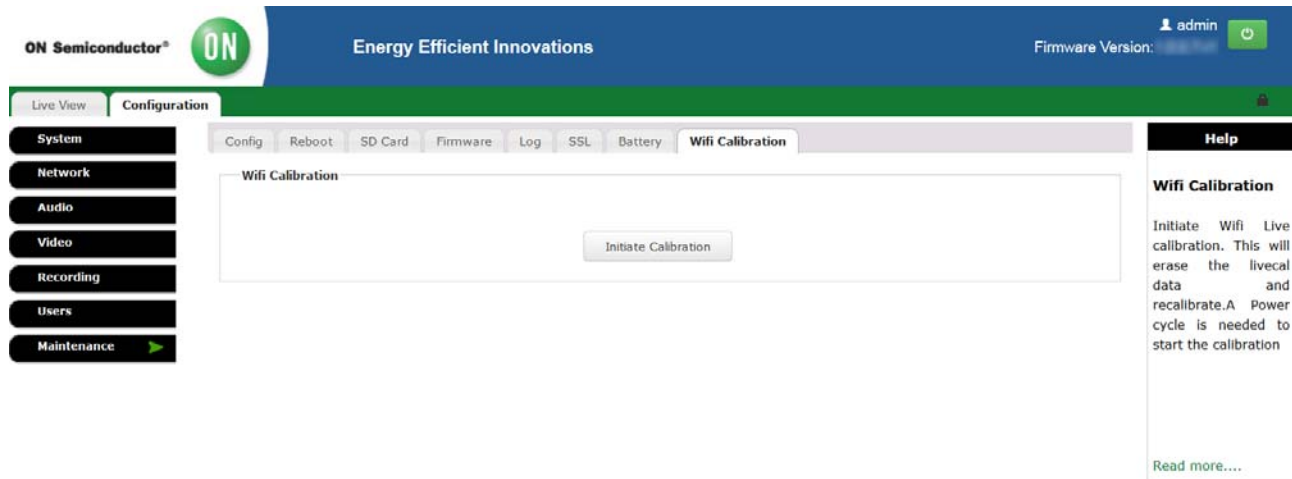 ON Semiconductor®
ON
Energy Efficient Innovations
admin
Firmware Version:
Live View
Configuration
System
Network
Audio
Video
Recording
Users
Maintenance
Config
Reboot
SD Card
Firmware
Log
SSL
Battery
Wifi Calibration
Wifi Calibration
Initiate Calibration
Help
Wifi Calibration
Initiate Wifi Live
calibration. This will
erase the livecal
data and
recalibrate.A Power
cycle is needed to
start the calibration
Read more....